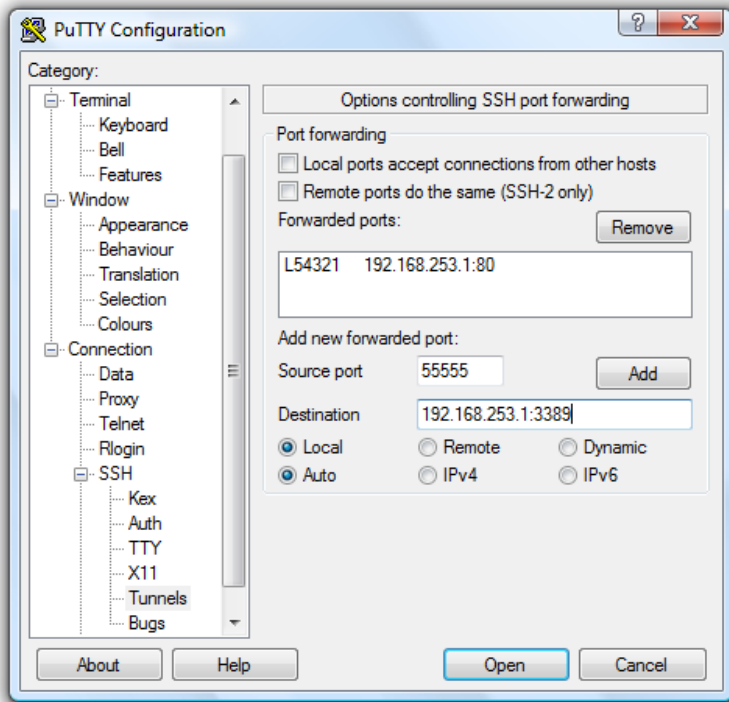 PuTTY Configuration
?
X
Category:
Terminal
Keyboard
Bell
Features
Window
Appearance
Behaviour
Translation
Selection
Colours
Connection
Data
Proxy
Telnet
Rlogin
SSH
Kex
Auth
TTY
X11
Tunnels
Bugs
Options controlling SSH port forwarding
Port forwarding
Local ports accept connections from other hosts
Remote ports do the same (SSH-2 only)
Forwarded ports:
Remove
L54321 192.168.253.1:80
Add new forwarded port:
Source port 55555 Add
Destination 192.168.253.1:3389
Local Remote Dynamic
Auto IPv4 IPv6
About Help Open Cancel